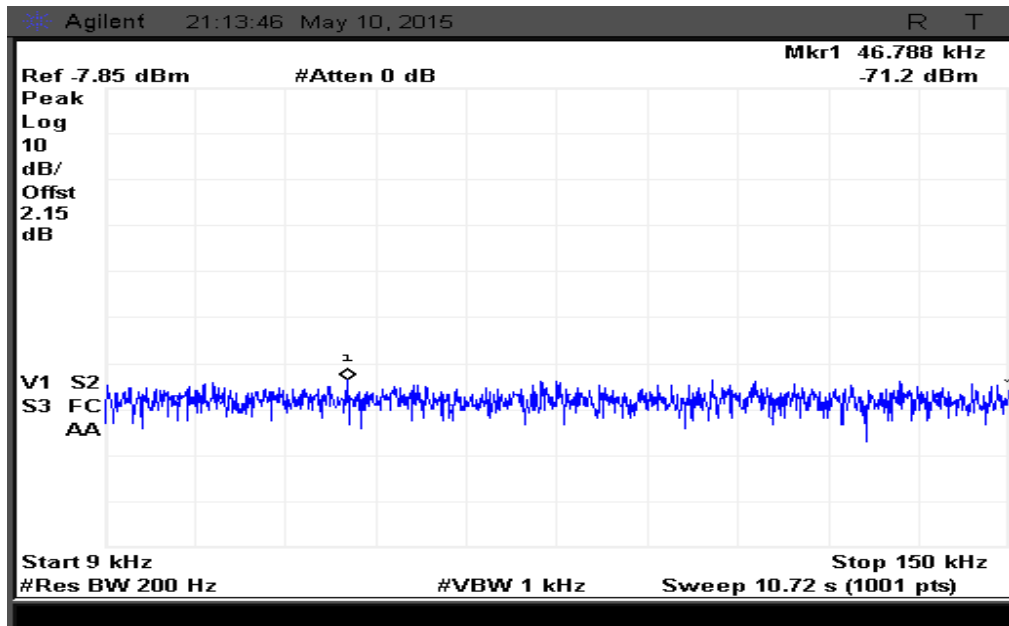 Agilent 21:13:46 May 10, 2015 R T
Mkr1 46.788 kHz
Ref -7.85 dBm #Atten 0 dB -71.2 dBm
Peak
Log
10
dB/
Offst
2.15
dB
1
V1 S2
S3 FC
AA
Start 9 kHz Stop 150 kHz
#Res BW 200 Hz #VBW 1 kHz Sweep 10.72 s (1001 pts)